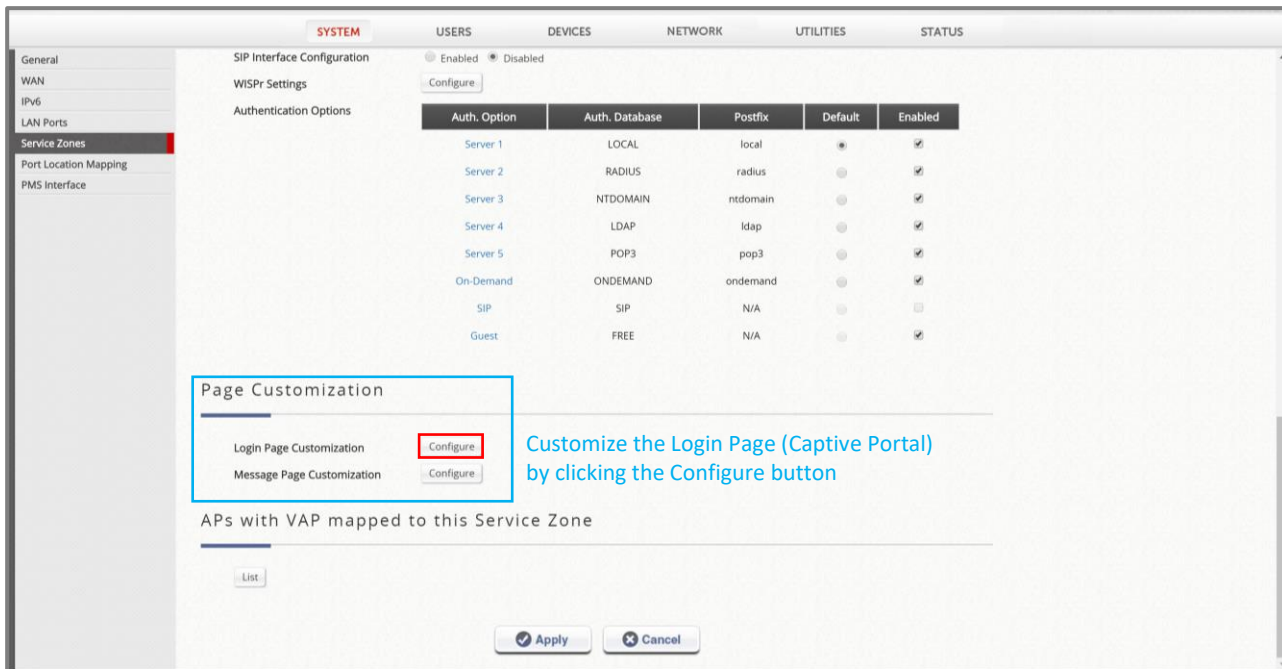 SYSTEM USERS DEVICES NETWORK UTILITIES STATUS
General
WAN
IPv6
LAN Ports
Service Zones
Port Location Mapping
PMS Interface
SIP Interface Configuration Enabled Disabled
WISPr Settings Configure
Authentication Options
Auth. Option Auth. Database Postfix Default Enabled
Server 1 LOCAL local
Server 2 RADIUS radius
Server 3 NTDOMAIN ntdomain
Server 4 LDAP ldap
Server 5 POP3 pop3
On-Demand ONDEMAND ondemand
SIP SIP N/A
Guest FREE N/A
Page Customization
Login Page Customization Configure
Message Page Customization Configure
Customize the Login Page (Captive Portal)
by clicking the Configure button
APs with VAP mapped to this Service Zone
List
Apply Cancel